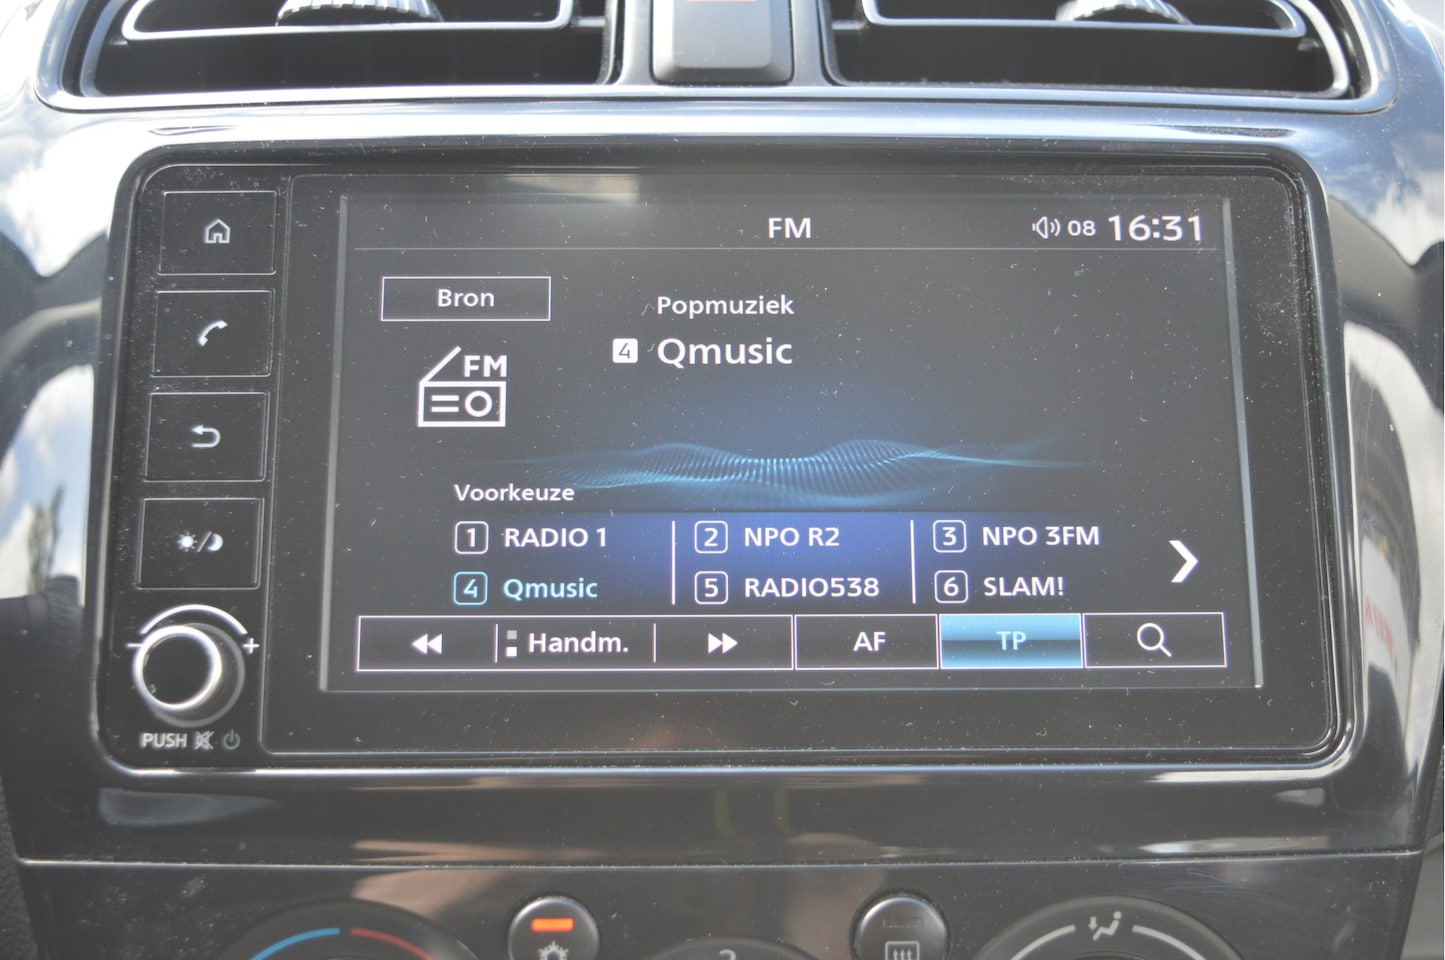 FM 08 16:31
Bron
Popmuziek
4 Qmusic
FM
Voorkeuze
1 RADIO 1 2 NPO R2 3 NPO 3FM
4 Qmusic 5 RADIO538 6 SLAM!
Handm. AF TP
- +
PUSH